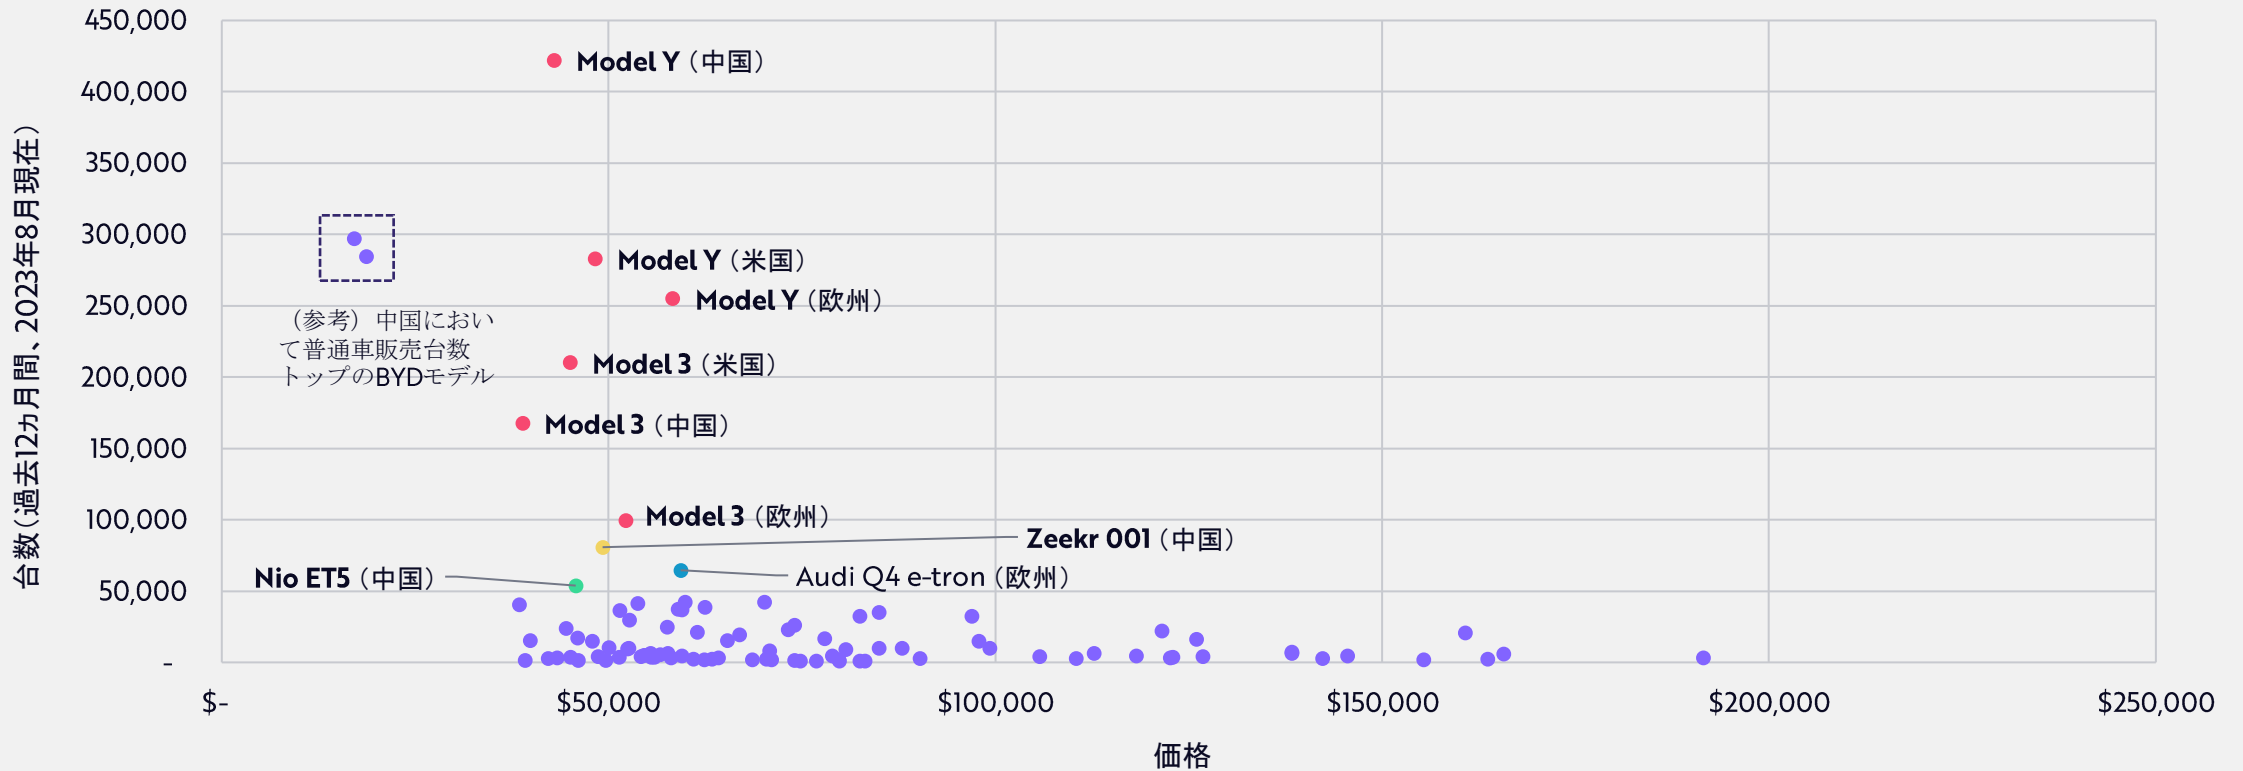 450,000
400,000
350,000
300,000
250,000
200,000
150,000
100,000
50,000
-
台数（過去12ヵ月間、2023年8月現在）
Model Y（中国）
Model Y（米国）
Model Y（欧州）
（参考）中国におい
て普通車販売台数
トップのBYDモデル
Model 3（米国）
Model 3（中国）
Model 3（欧州）
Zeekr 001（中国）
Nio ET5（中国）
Audi Q4 e-tron（欧州）
$-
$50,000
$100,000
$150,000
$200,000
$250,000
価格